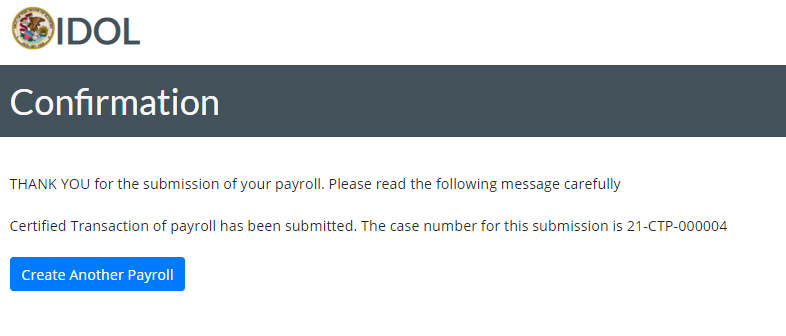 IDOL
Confirmation
THANK YOU for the submission of your payroll. Please read the following message carefully
Certified Transaction of payroll has been submitted. The case number for this submission is 21-CTP-000004
Create Another Payroll